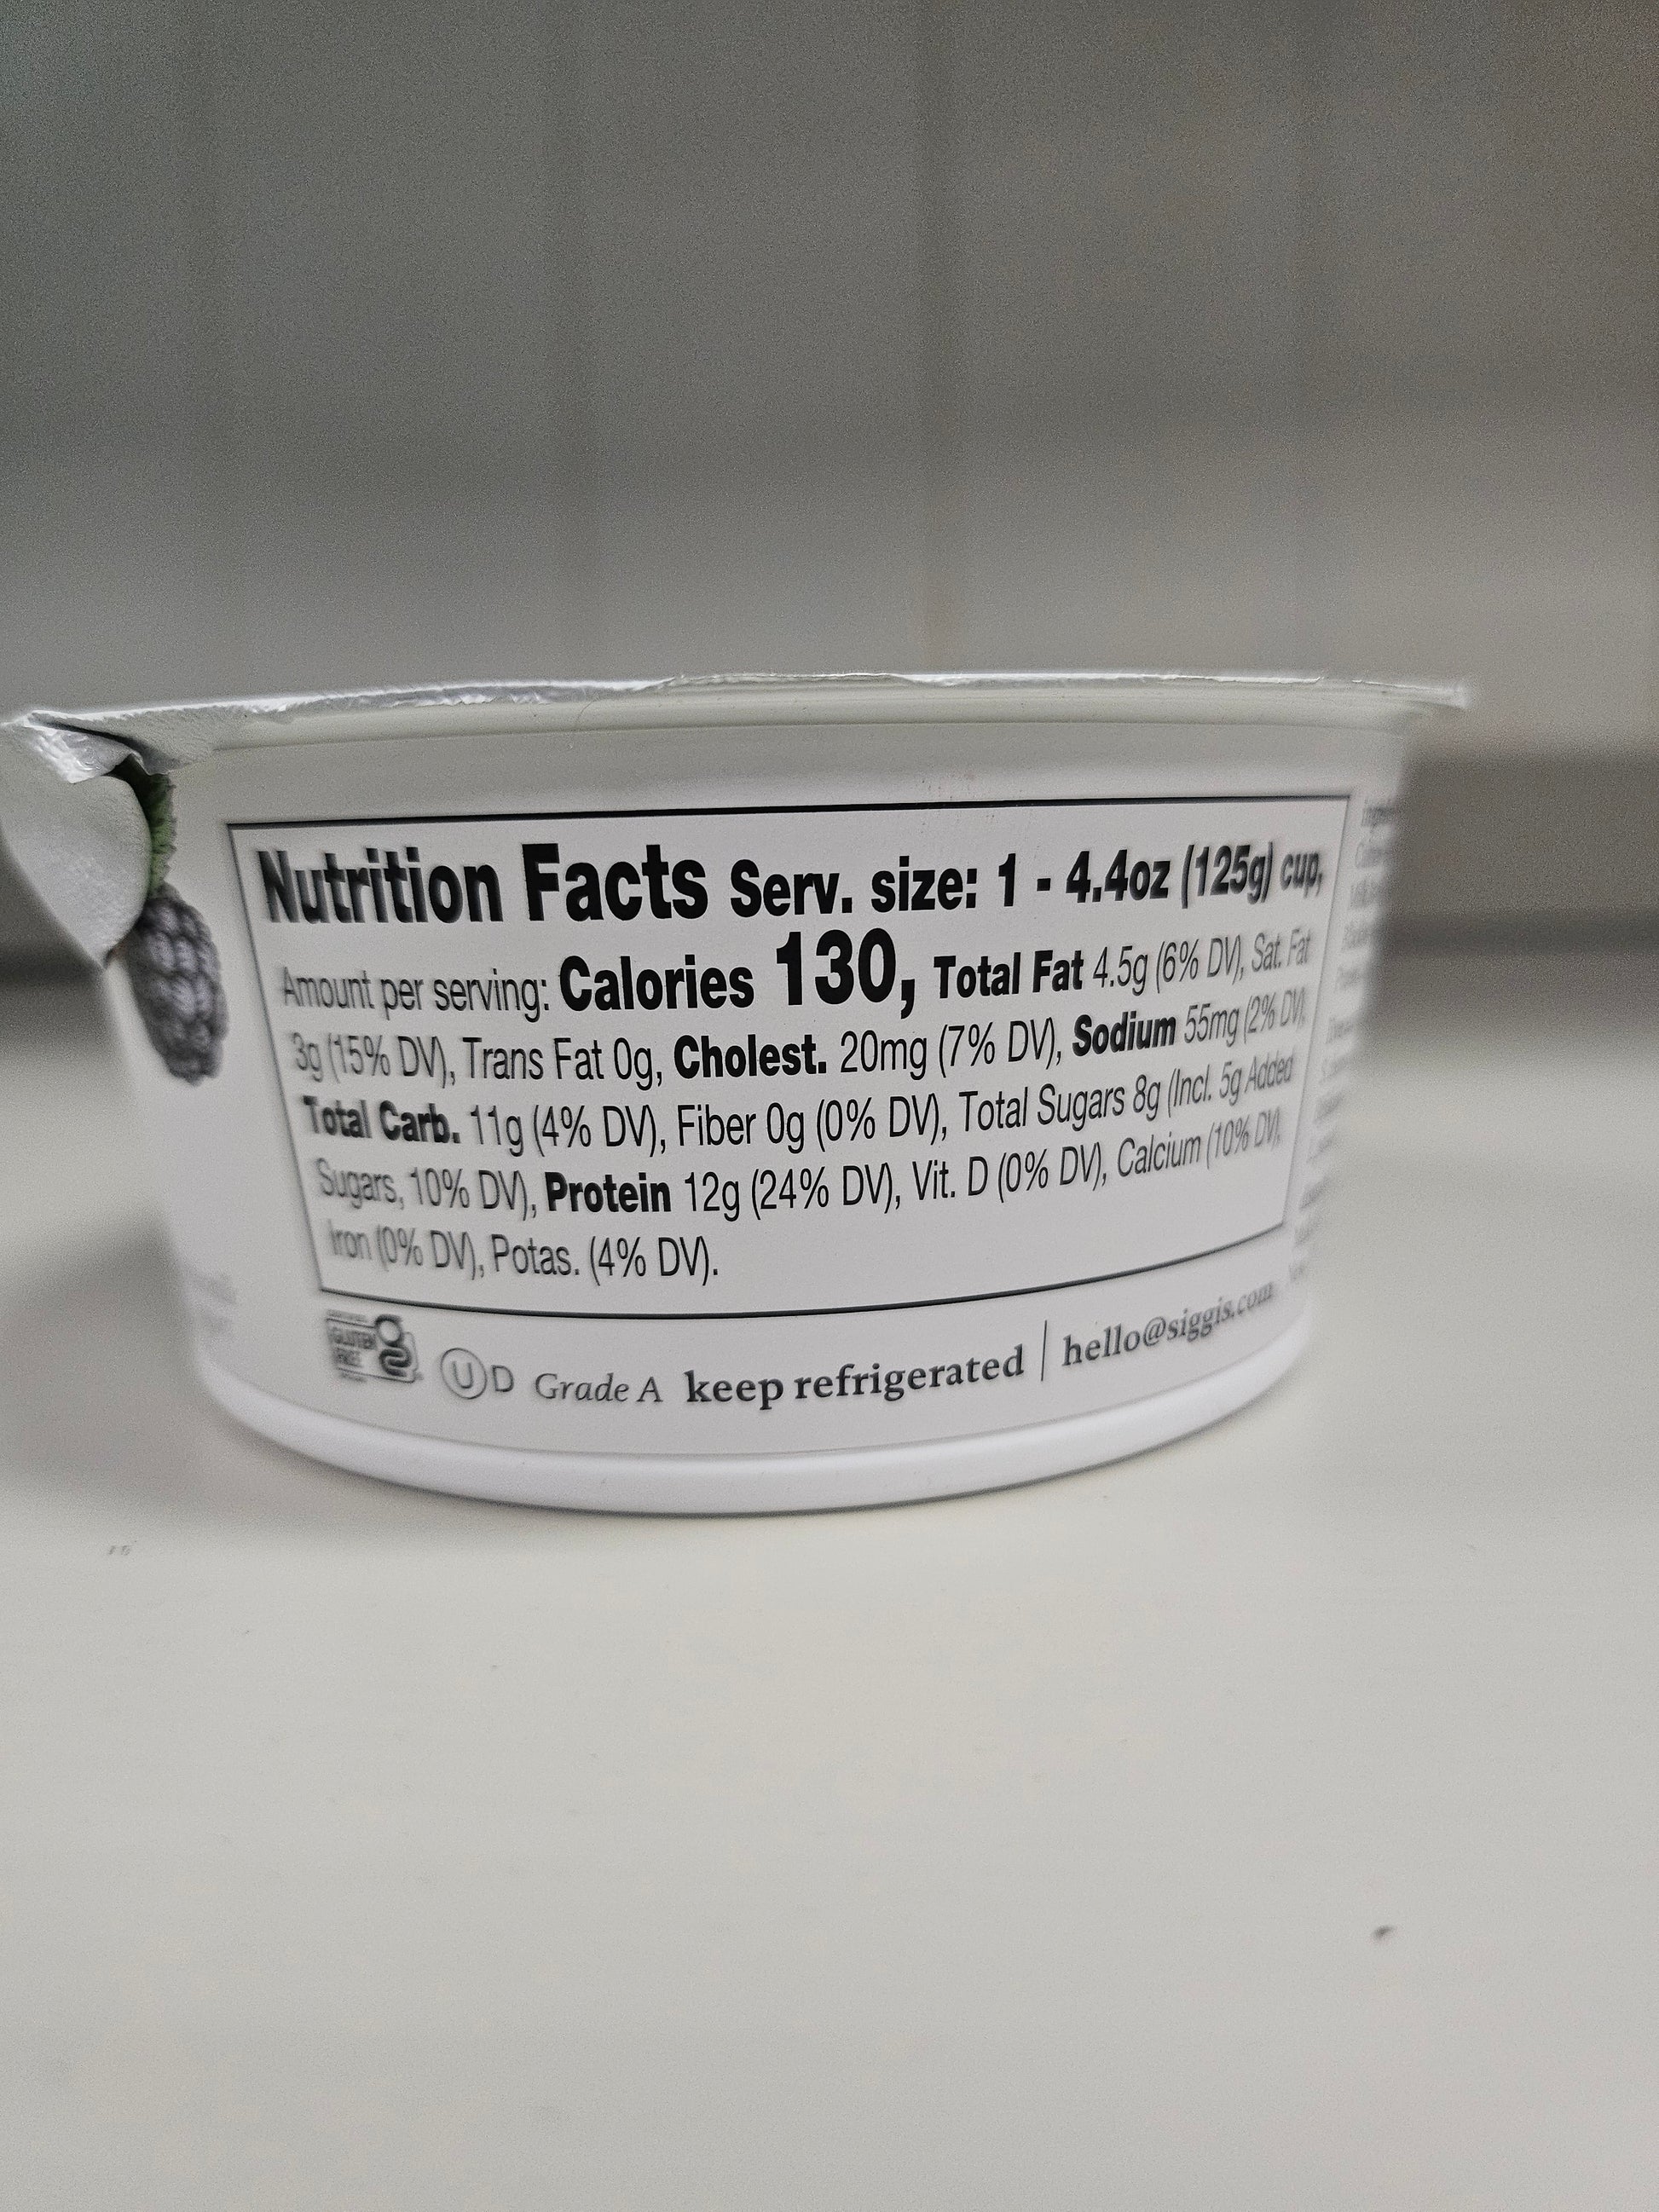 Nutrition Facts Serv. size: 1 - 4.4oz (125g) cup,
Amount per serving: Calories 130, Total Fat 4.5g (6% DV), Sat. Fat
3g (15% DV), Trans Fat 0g, Cholest. 20mg (7% DV), Sodium 55mg (2% DV),
Total Carb. 11g (4% DV), Fiber 0g (0% DV), Total Sugars 8g (Incl. 5g Added
Sugars, 10% DV), Protein 12g (24% DV), Vit. D (0% DV), Calcium (10% DV),
Iron (0% DV), Potas. (4% DV).
GLUTEN
FREE
U D Grade A keep refrigerated | hello@siggis.com